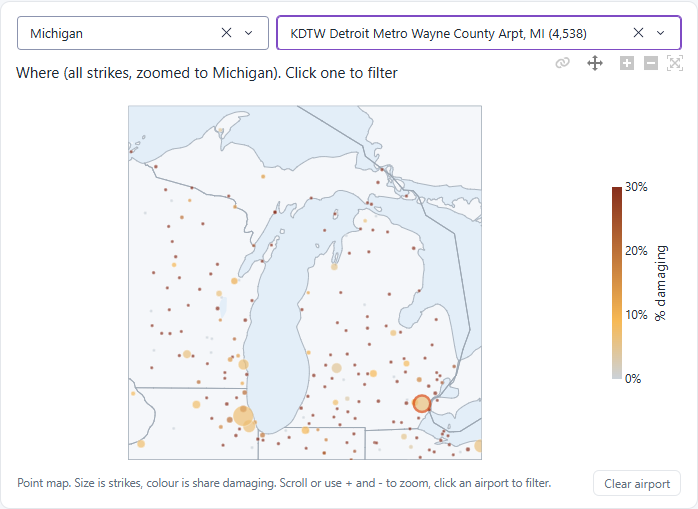 Michigan
KDTW Detroit Metro Wayne County Arpt, MI (4,538)
Where (all strikes, zoomed to Michigan). Click one to filter
30%
20%
10%
0%
% damaging
Point map. Size is strikes, colour is share damaging. Scroll or use + and - to zoom, click an airport to filter.
Clear airport